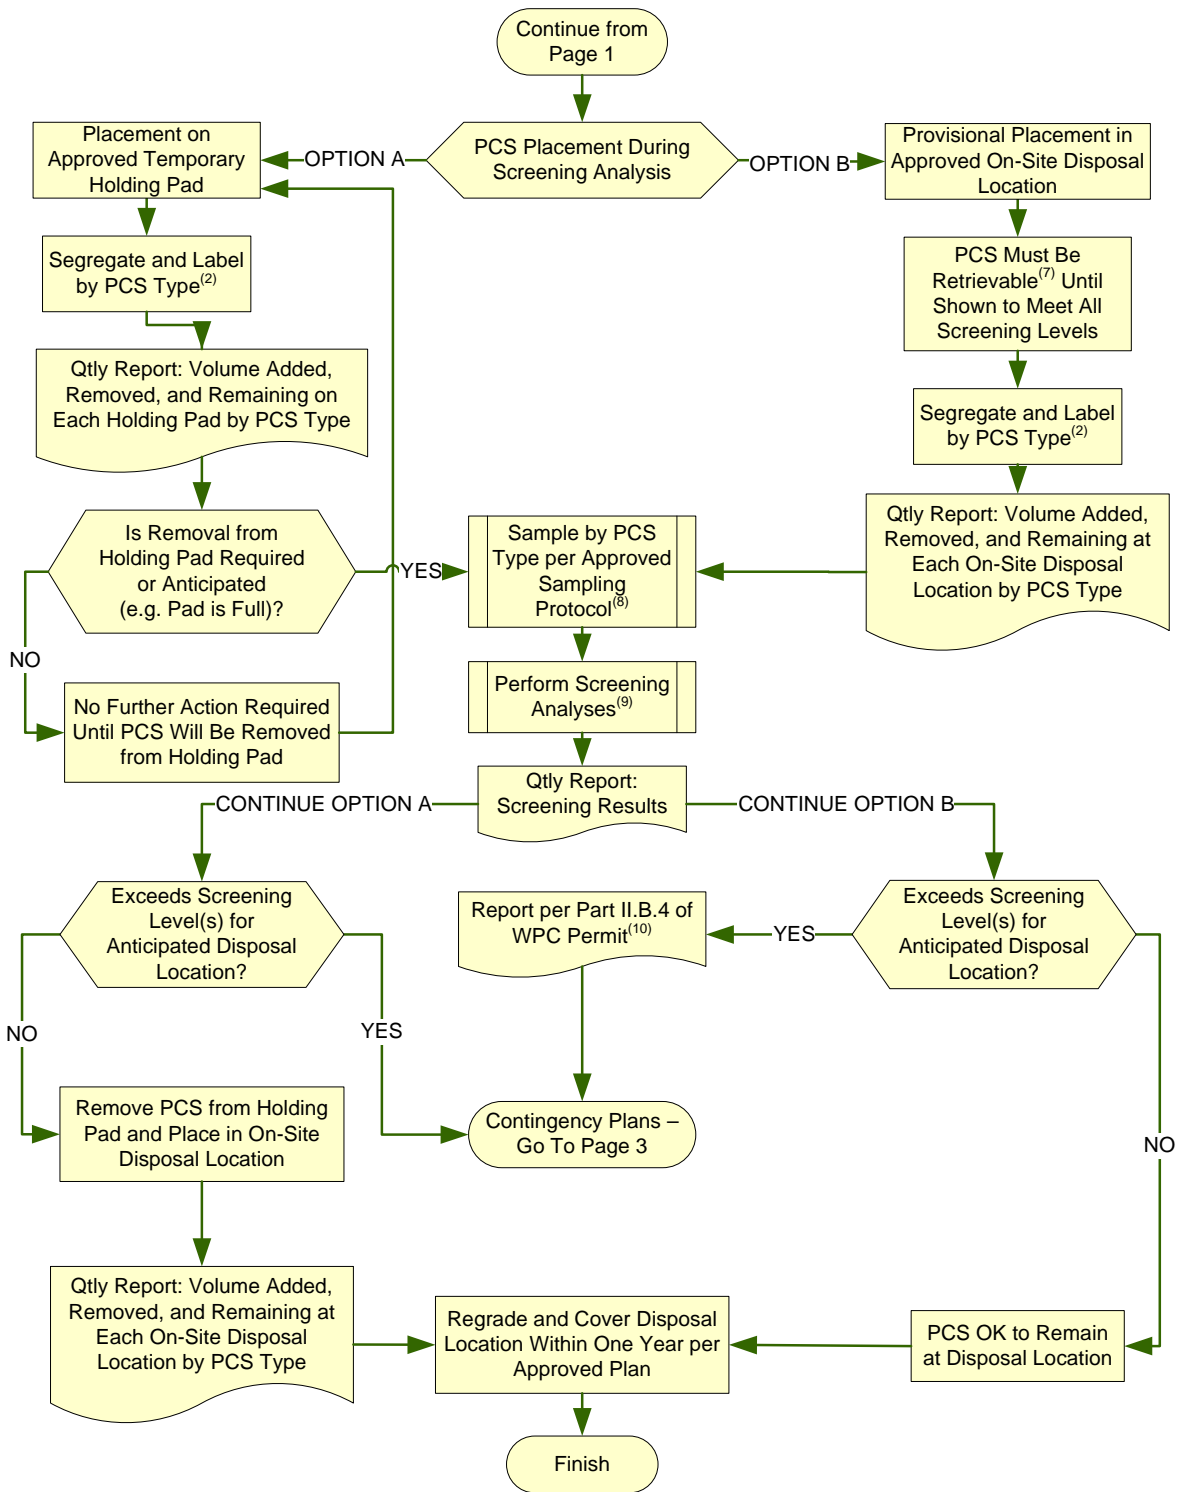 Continue from
Page 1
PCS Placement During
Screening Analysis
OPTION A
OPTION B
Placement on
Approved Temporary
Holding Pad
Provisional Placement in
Approved On-Site Disposal
Location
Segregate and Label
by PCS Type(2)
PCS Must Be
Retrievable(7) Until
Shown to Meet All
Screening Levels
Qtly Report: Volume Added,
Removed, and Remaining on
Each Holding Pad by PCS Type
Segregate and Label
by PCS Type(2)
Is Removal from
Holding Pad Required
or Anticipated
(e.g. Pad is Full)?
YES
NO
Sample by PCS
Type per Approved
Sampling
Protocol(8)
Qtly Report: Volume Added,
Removed, and Remaining at
Each On-Site Disposal
Location by PCS Type
No Further Action Required
Until PCS Will Be Removed
from Holding Pad
Perform Screening
Analyses(9)
Qtly Report:
Screening Results
CONTINUE OPTION A
CONTINUE OPTION B
Exceeds Screening
Level(s) for
Anticipated Disposal
Location?
Report per Part II.B.4 of
WPC Permit(10)
YES
Exceeds Screening
Level(s) for
Anticipated Disposal
Location?
NO
YES
Remove PCS from Holding
Pad and Place in On-Site
Disposal Location
Contingency Plans –
Go To Page 3
NO
Qtly Report: Volume Added,
Removed, and Remaining at
Each On-Site Disposal
Location by PCS Type
Regrade and Cover Disposal
Location Within One Year per
Approved Plan
PCS OK to Remain
at Disposal Location
Finish